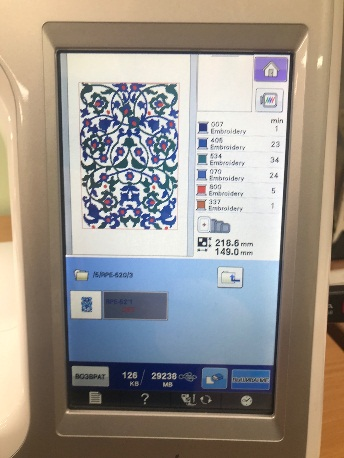 min
007
Embroidery 1
405
Embroidery 23
534
Embroidery 34
070
Embroidery 24
800
Embroidery 5
337
Embroidery 1
218.6 mm
149.0 mm
ВОЗВРАТ
126 KB / 29238 MB
?